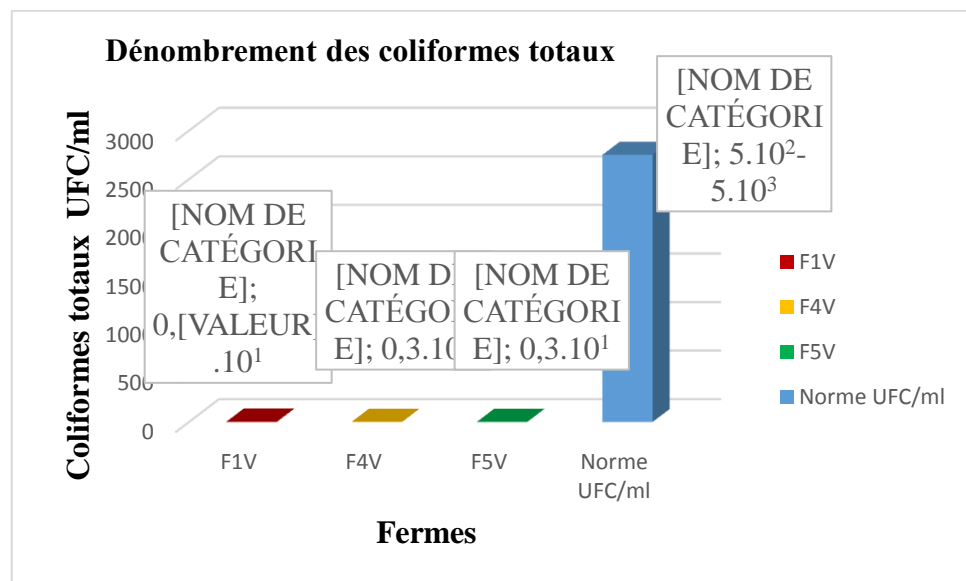 Dénombrement des coliformes totaux
Coliformes totaux UFC/ml
3000
2500
2000
1500
1000
500
0
[NOM DE
CATÉGORI
E];
0,[VALEUR]
.10¹
[NOM DE
CATÉGO
E]; 0,3.10
[NOM DE
CATÉGORI
E]; 0,3.10¹
[NOM DE
CATÉGORI
E]; 5.10²-
5.10³
F1V
F4V
F5V
Norme
UFC/ml
Fermes
F1V
F4V
F5V
Norme UFC/ml